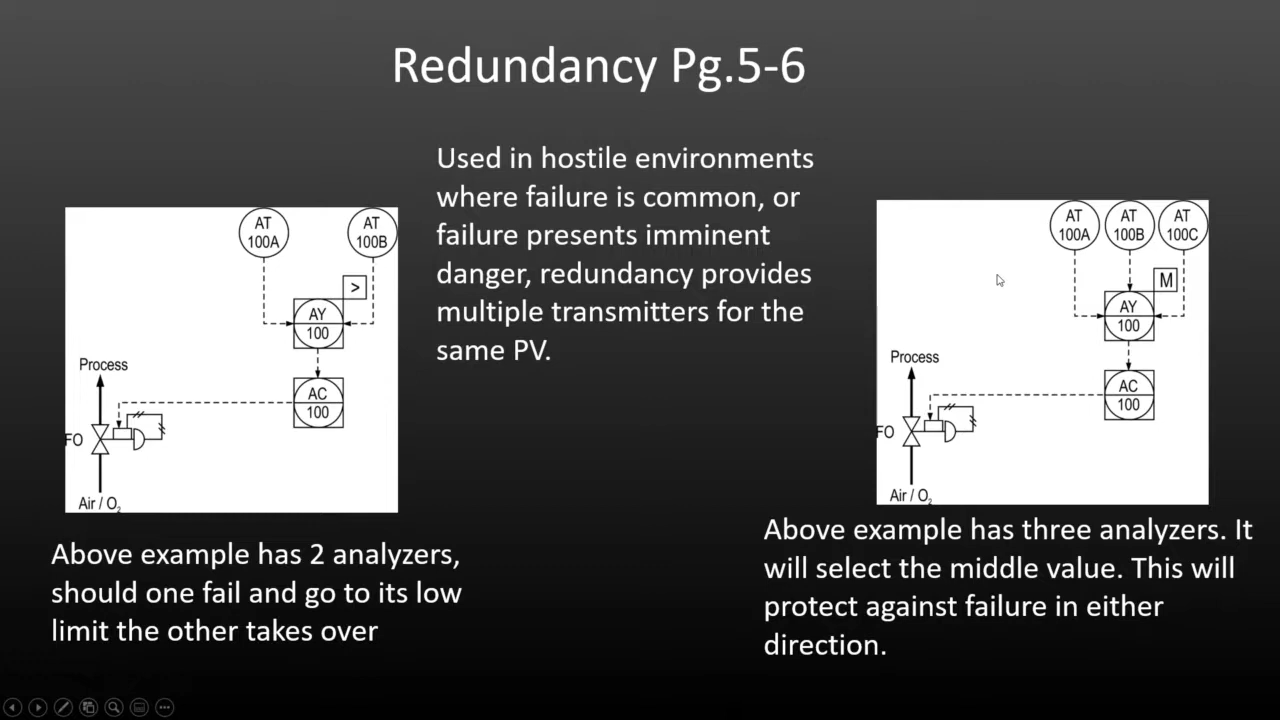 Redundancy Pg.5-6
Used in hostile environments
where failure is common, or
failure presents imminent
danger, redundancy provides
multiple transmitters for the
same PV.
AT
100A
AT
100B
>
AY
100
Process
AC
100
FO
Air / O₂
Above example has 2 analyzers,
should one fail and go to its low
limit the other takes over
AT
100A
AT
100B
AT
100C
M
AY
100
Process
AC
100
FO
Air / O₂
Above example has three analyzers. It
will select the middle value. This will
protect against failure in either
direction.